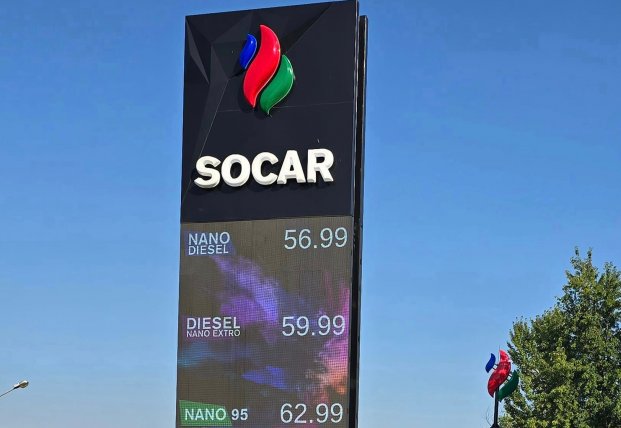 SOCAR
NANO 56.99
DIESEL
DIESEL 59.99
NANO EXTRO
NANO 95 62.99